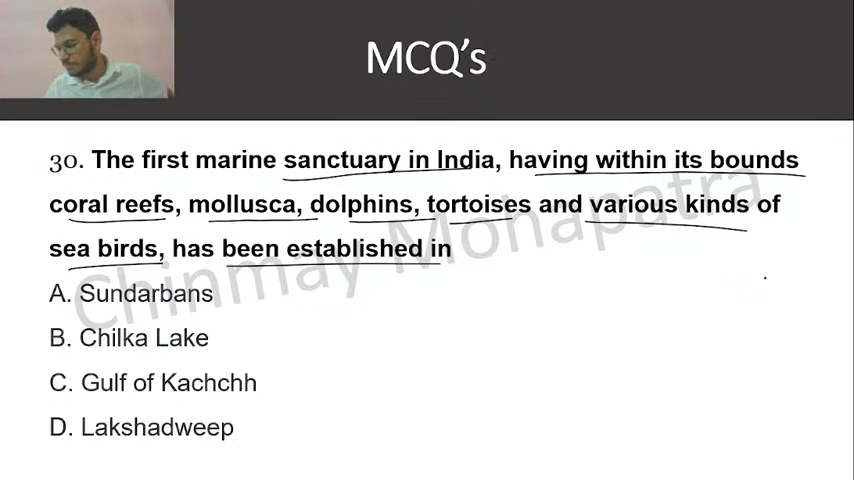 MCQ's
30. The first marine sanctuary in India, having within its bounds
coral reefs, mollusca, dolphins, tortoises and various kinds of
sea birds, has been established in
A. Sundarbans
B. Chilka Lake
C. Gulf of Kachchh
D. Lakshadweep
Chinmay Mohapatra